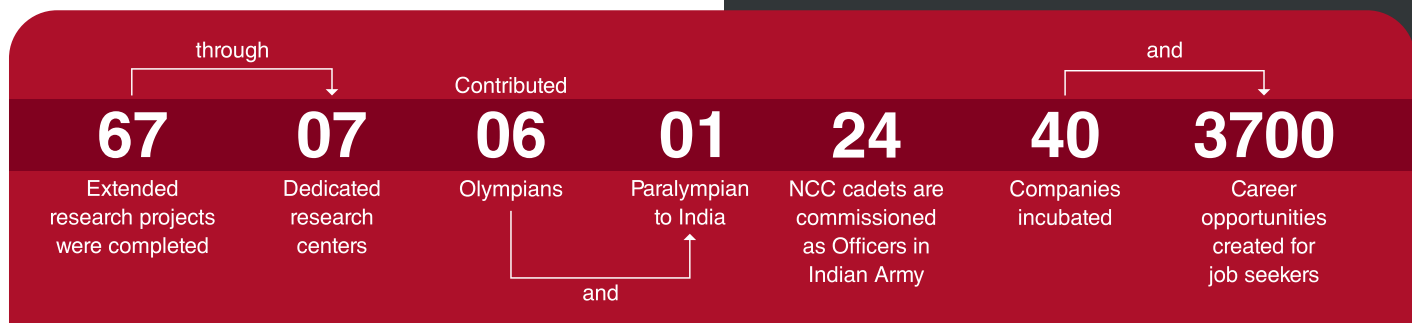 through
67
Extended
research projects
were completed
07
Dedicated
research
centers
Contributed
06
Olympians
and
01
Paralympian
to India
24
NCC cadets are
commissioned
as Officers in
Indian Army
and
40
Companies
incubated
3700
Career
opportunities
created for
job seekers